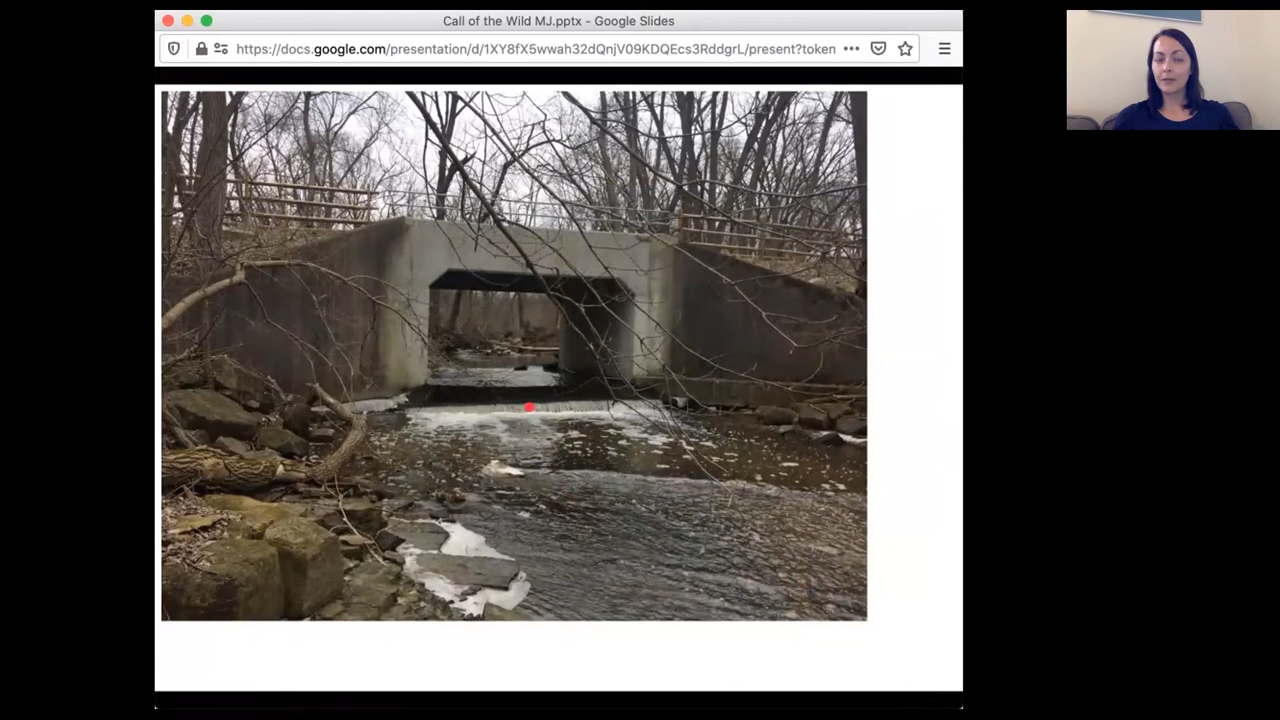 Call of the Wild MJ.pptx - Google Slides
https://docs.google.com/presentation/d/1XY8fX5wwah32dQnjV09KDQEcs3RddgrL/present?token